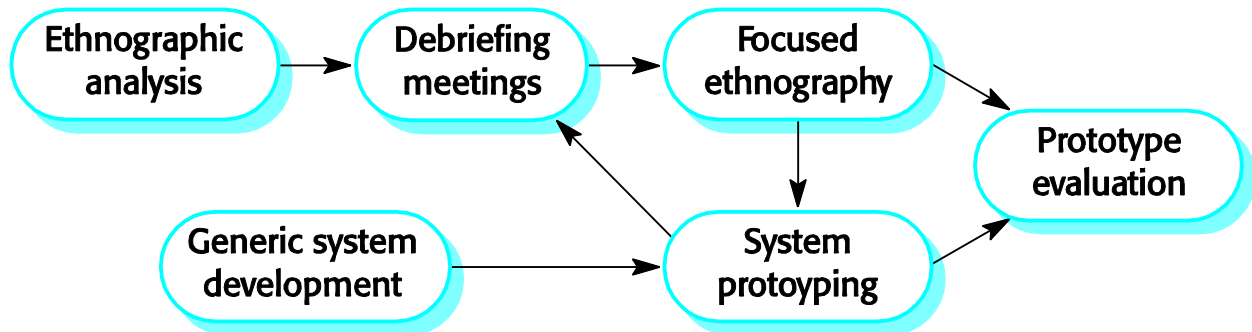 Ethnographic
analysis
Debriefing
meetings
Focused
ethnography
Prototype
evaluation
Generic system
development
System
protoyping